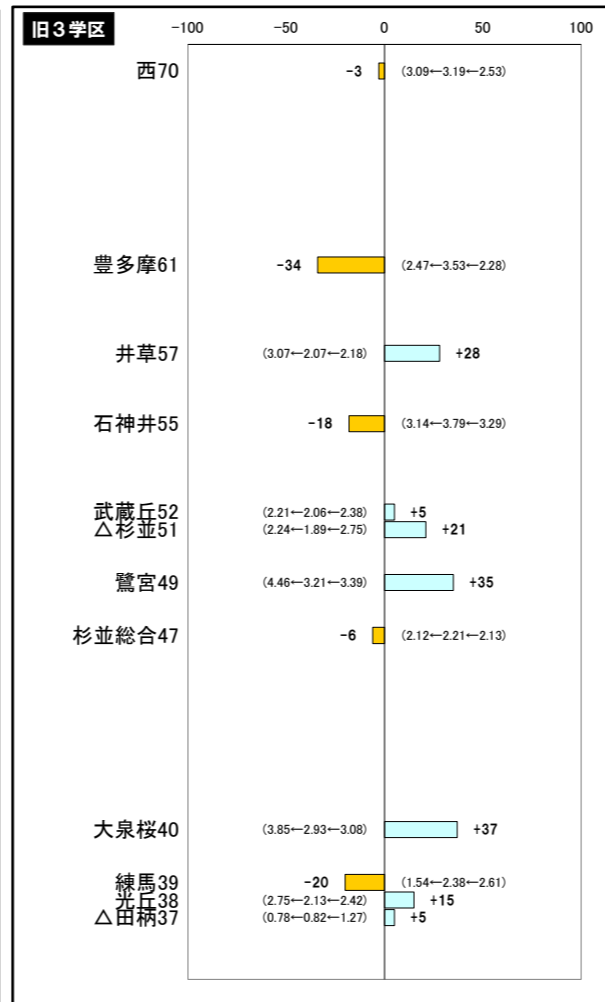 旧3学区
-100 -50 0 50 100
西70 -3 (3.09←3.19←2.53)
豊多摩61 -34 (2.47←3.53←2.28)
井草57 (3.07←2.07←2.18) +28
石神井55 -18 (3.14←3.79←3.29)
武蔵丘52 (2.21←2.06←2.38) +5
△杉並51 (2.24←1.89←2.75) +21
鷺宮49 (4.46←3.21←3.39) +35
杉並総合47 -6 (2.12←2.21←2.13)
大泉桜40 (3.85←2.93←3.08) +37
練馬39 -20 (1.54←2.38←2.61)
光丘38 (2.75←2.13←2.42) +15
△田柄37 (0.78←0.82←1.27) +5